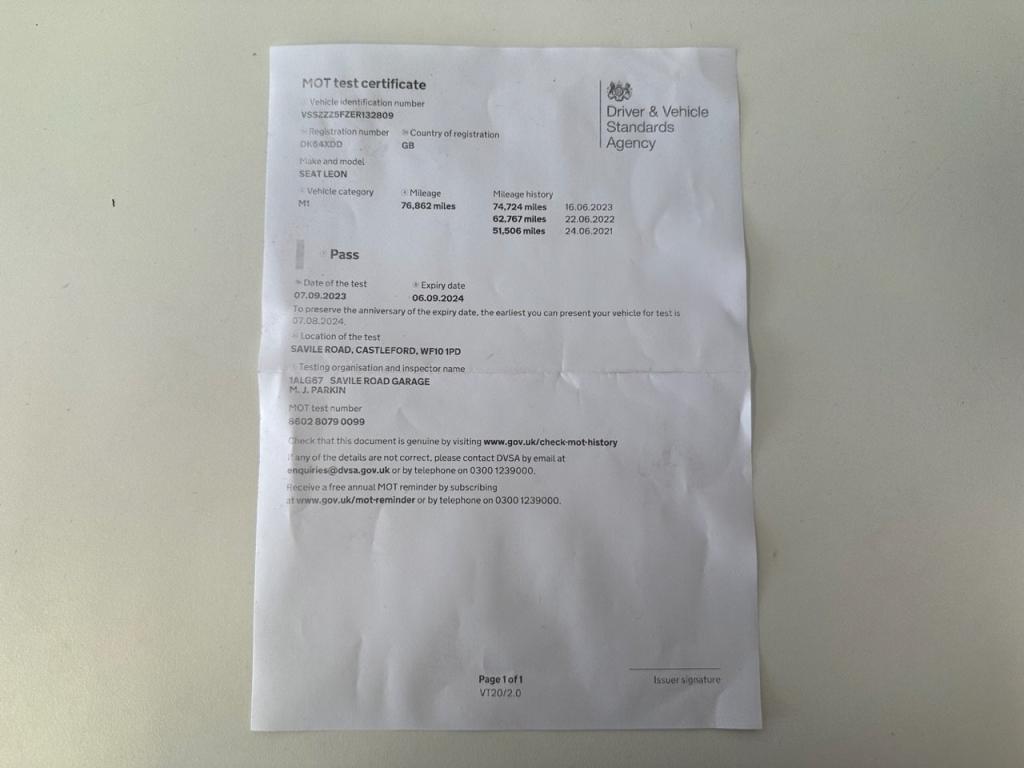 MOT test certificate
Driver & Vehicle
Standards
Agency
Vehicle identification number
VSSZZZ5FZER132809
Registration number Country of registration
DK64XDD GB
Make and model
SEAT LEON
Vehicle category Mileage Mileage history
M1 76,862 miles 74,724 miles 16.06.2023
62,767 miles 22.06.2022
51,506 miles 24.06.2021
Pass
Date of the test Expiry date
07.09.2023 06.09.2024
To preserve the anniversary of the expiry date, the earliest you can present your vehicle for test is
07.08.2024.
Location of the test
SAVILE ROAD, CASTLEFORD, WF10 1PD
Testing organisation and inspector name
1ALG67 SAVILE ROAD GARAGE
M. J. PARKIN
MOT test number
8602 8079 0099
Check that this document is genuine by visiting www.gov.uk/check-mot-history
If any of the details are not correct, please contact DVSA by email at
enquiries@dvsa.gov.uk or by telephone on 0300 1239000.
Receive a free annual MOT reminder by subscribing
at www.gov.uk/mot-reminder or by telephone on 0300 1239000.
Page 1 of 1
VT20/2.0
Issuer signature